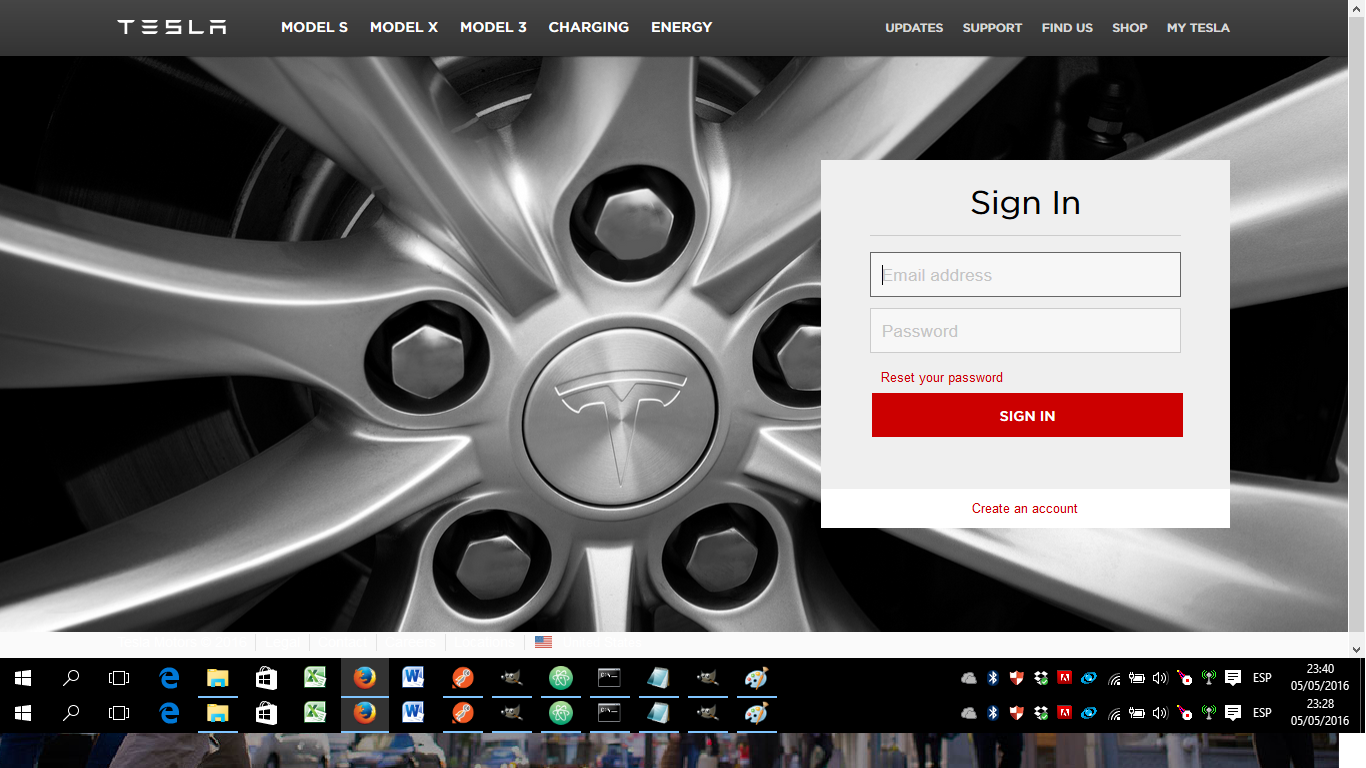 TESLA MODEL S MODEL X MODEL 3 CHARGING ENERGY UPDATES SUPPORT FIND US SHOP MY TESLA
Sign In
Email address
Password
Reset your password
SIGN IN
Create an account
ESP
23:40
05/05/2016
ESP
23:28
05/05/2016